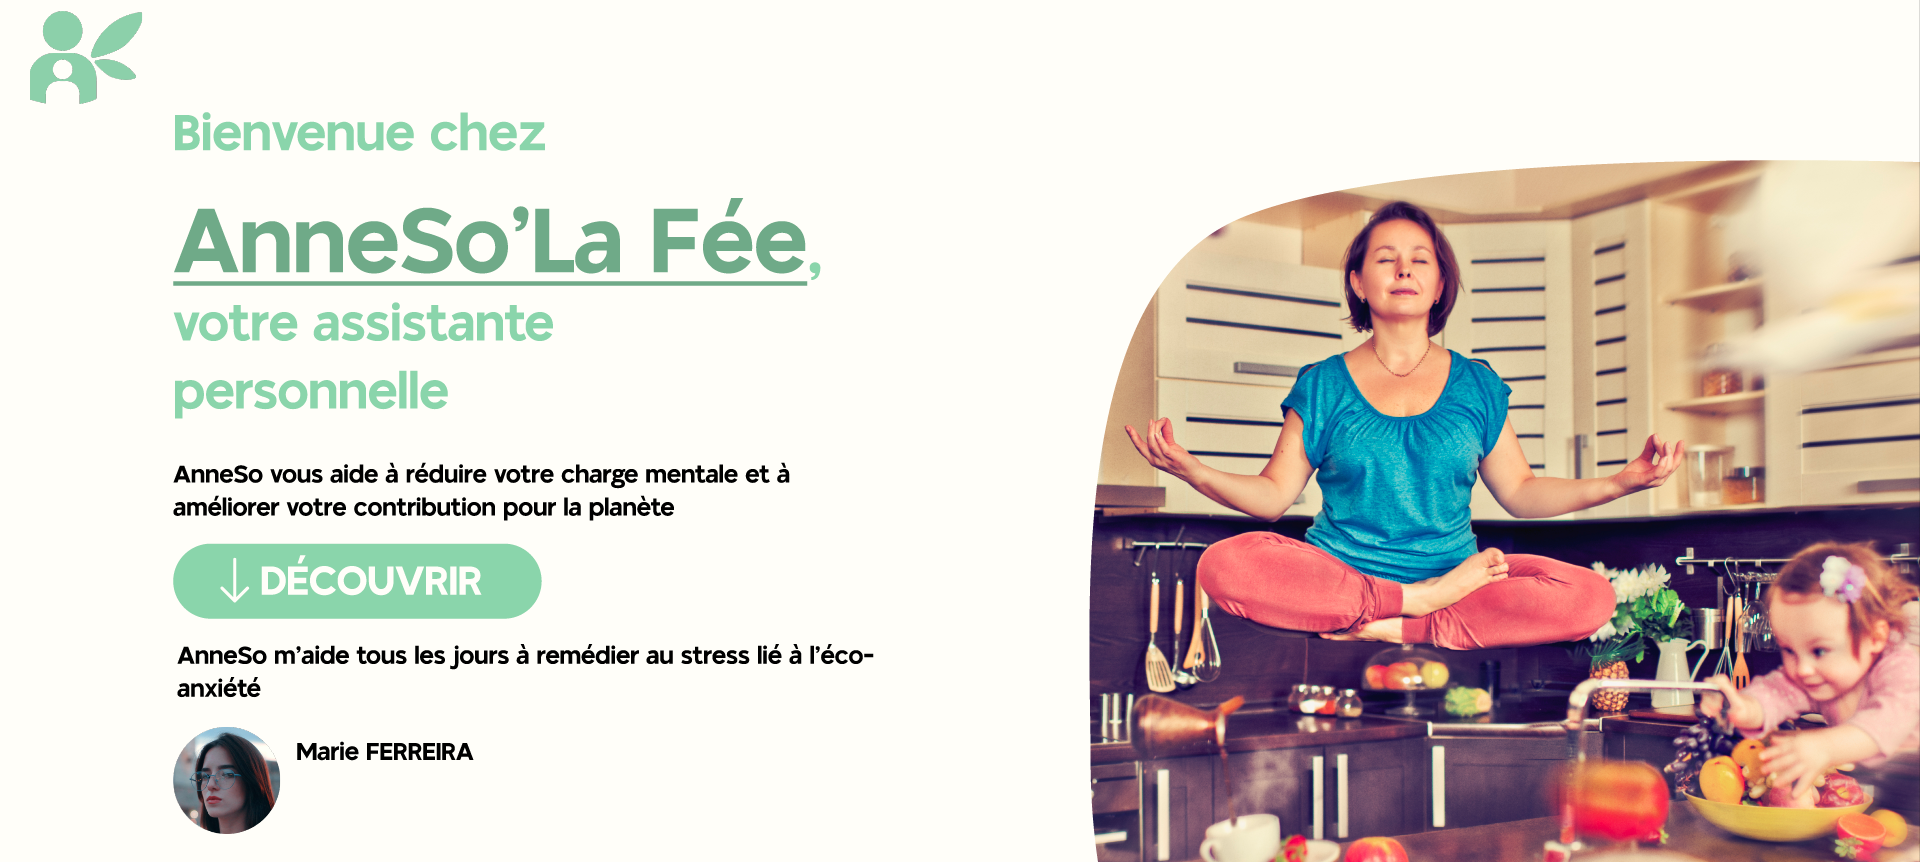 Bienvenue chez
AnneSo’La Fée,
votre assistante
personnelle
AnneSo vous aide à réduire votre charge mentale et à
améliorer votre contribution pour la planète
DÉCOUVRIR
AnneSo m’aide tous les jours à remédier au stress lié à l’éco-
anxiété
Marie FERREIRA